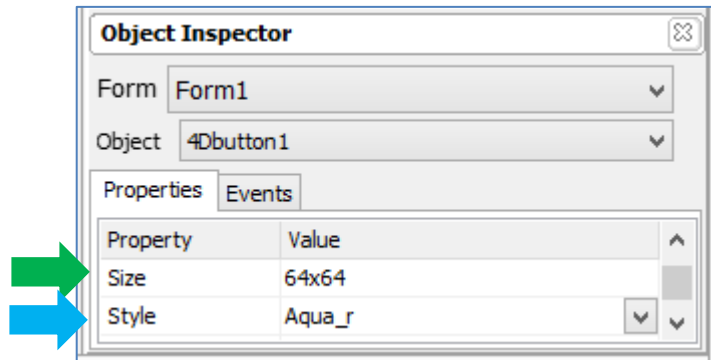 Object Inspector
Form Form1
Object 4Dbutton1
Properties Events
Property Value
Size 64x64
Style Aqua_r